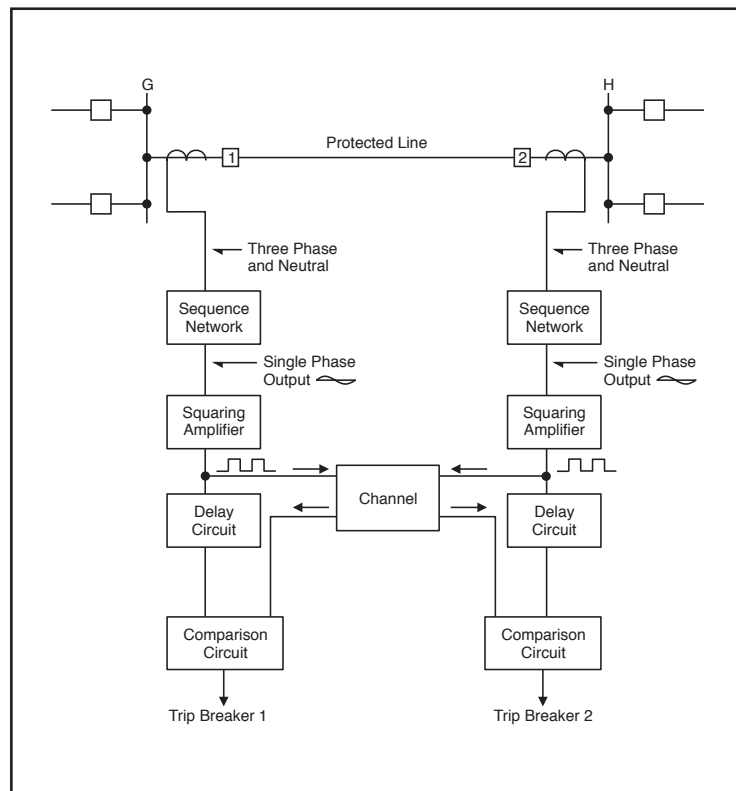 G
H
Protected Line
1
2
Three Phase
and Neutral
Three Phase
and Neutral
Sequence
Network
Sequence
Network
Single Phase
Output
Single Phase
Output
Squaring
Amplifier
Squaring
Amplifier
Channel
Delay
Circuit
Delay
Circuit
Comparison
Circuit
Comparison
Circuit
Trip Breaker 1
Trip Breaker 2